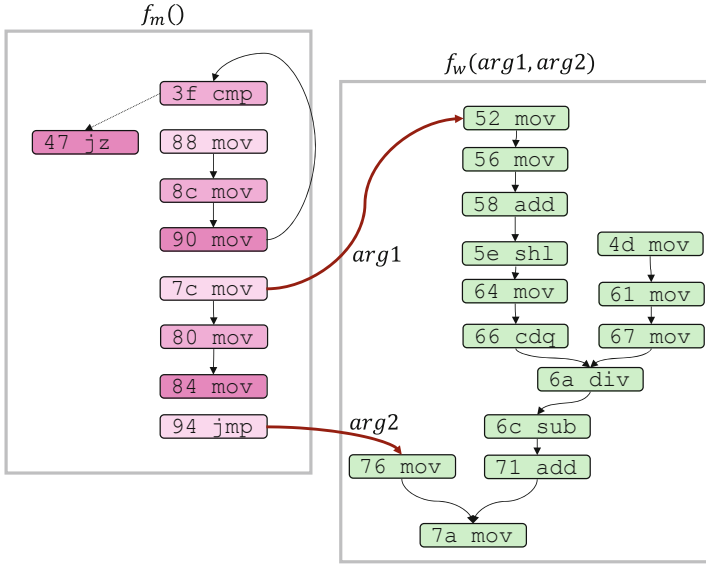 f_m()
3f cmp
47 jz
88 mov
8c mov
90 mov
7c mov
80 mov
84 mov
94 jmp
arg1
arg2
f_w(arg1, arg2)
52 mov
56 mov
58 add
5e shl
4d mov
64 mov
61 mov
66 cdq
67 mov
6a div
6c sub
76 mov
71 add
7a mov